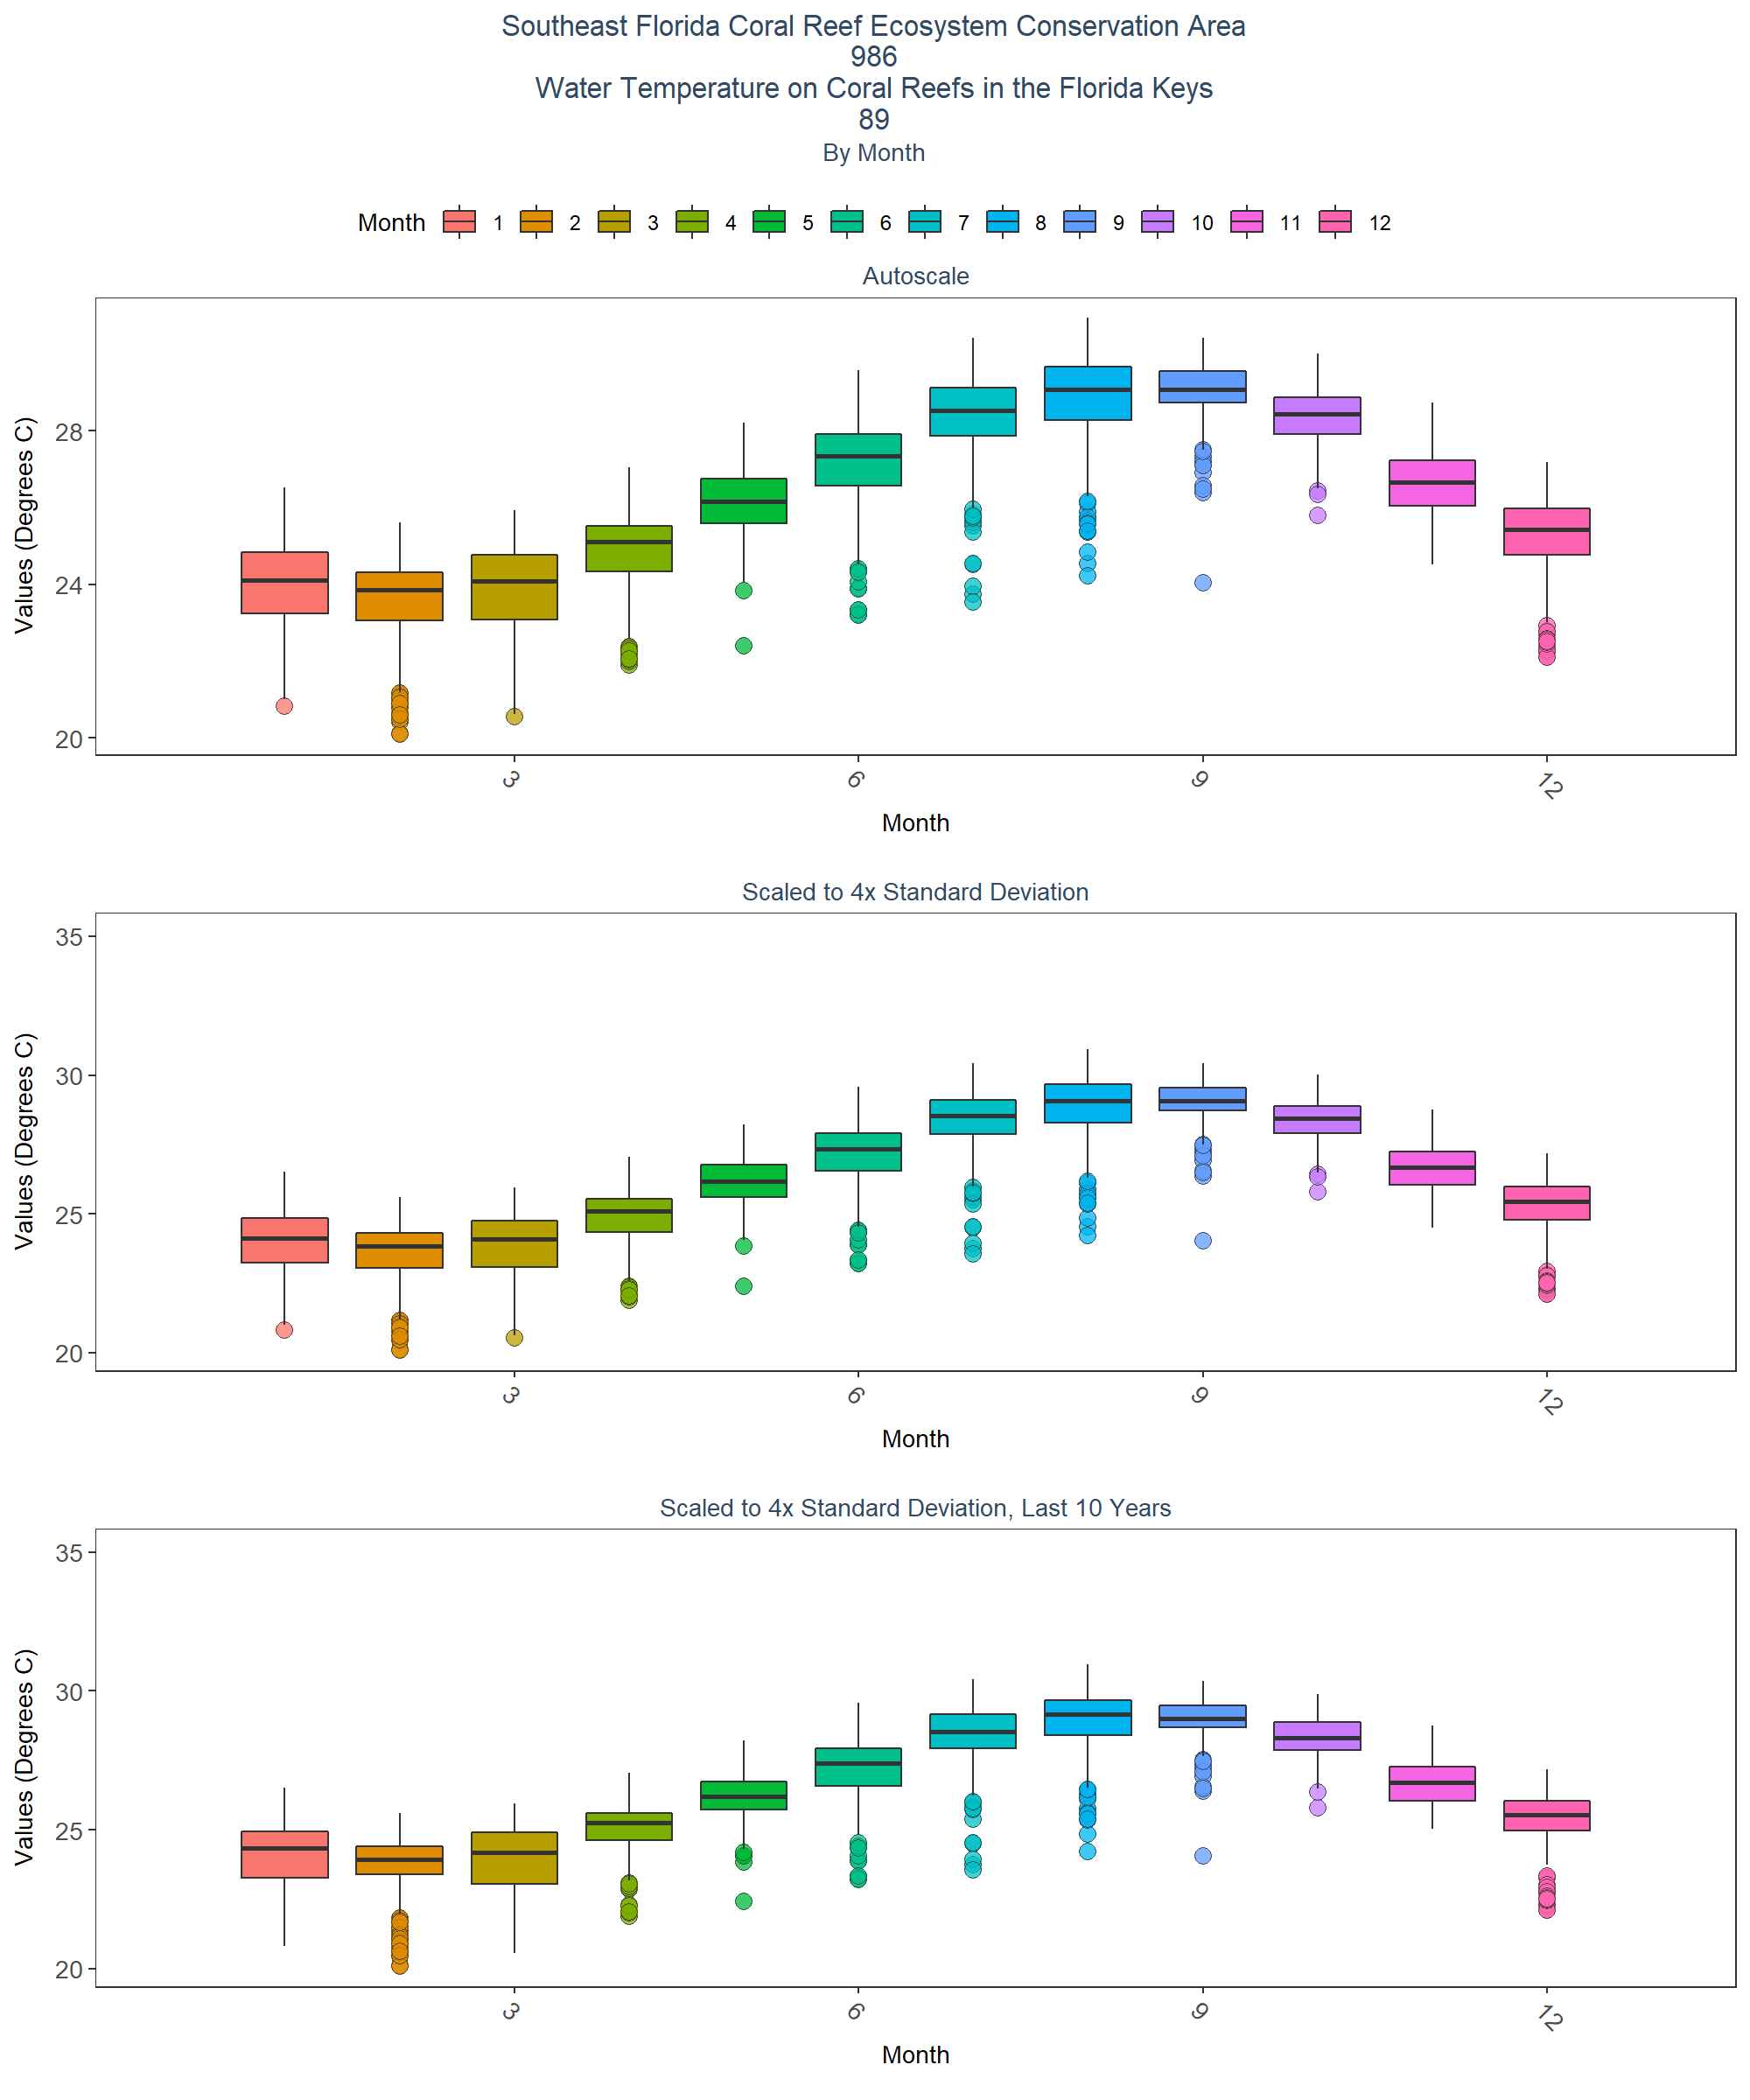 Southeast Florida Coral Reef Ecosystem Conservation Area
986
Water Temperature on Coral Reefs in the Florida Keys
89
By Month
Month 1 2 3 4 5 6 7 8 9 10 11 12
Autoscale
Values (Degrees C)
28
24
20
3 6 9 12
Month
Scaled to 4x Standard Deviation
Values (Degrees C)
35
30
25
20
3 6 9 12
Month
Scaled to 4x Standard Deviation, Last 10 Years
Values (Degrees C)
35
30
25
20
3 6 9 12
Month